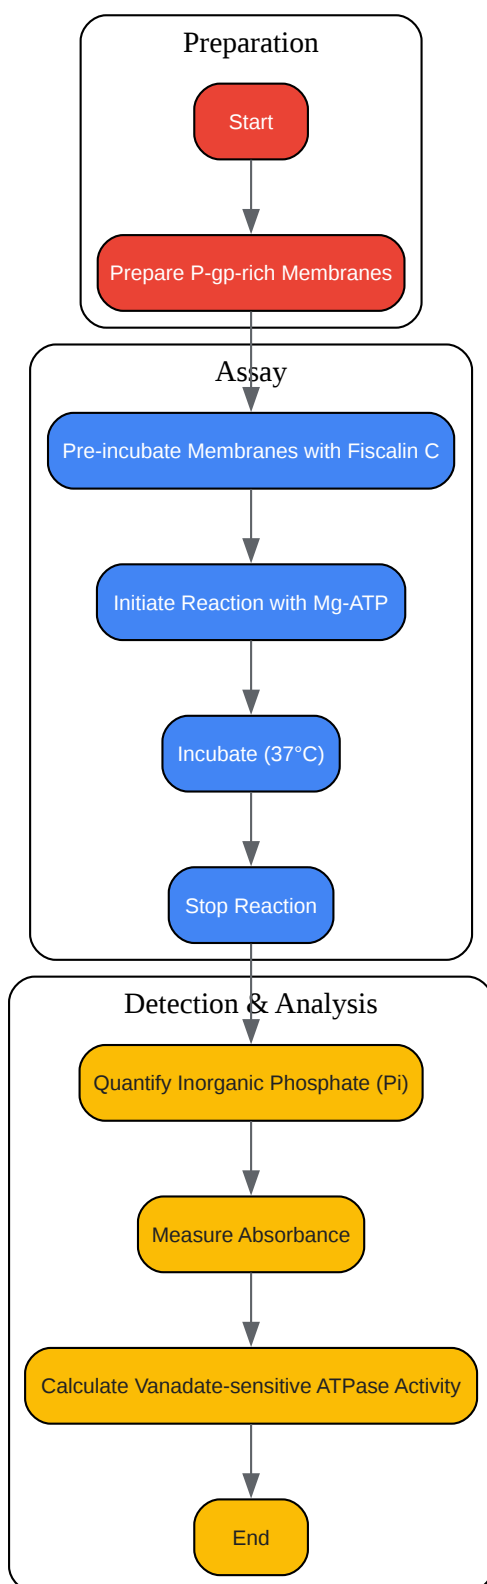 Preparation
Start
Prepare P-gp-rich Membranes
Assay
Pre-incubate Membranes with Fiscalin C
Initiate Reaction with Mg-ATP
Incubate (37°C)
Stop Reaction
Detection & Analysis
Quantify Inorganic Phosphate (Pi)
Measure Absorbance
Calculate Vanadate-sensitive ATPase Activity
End